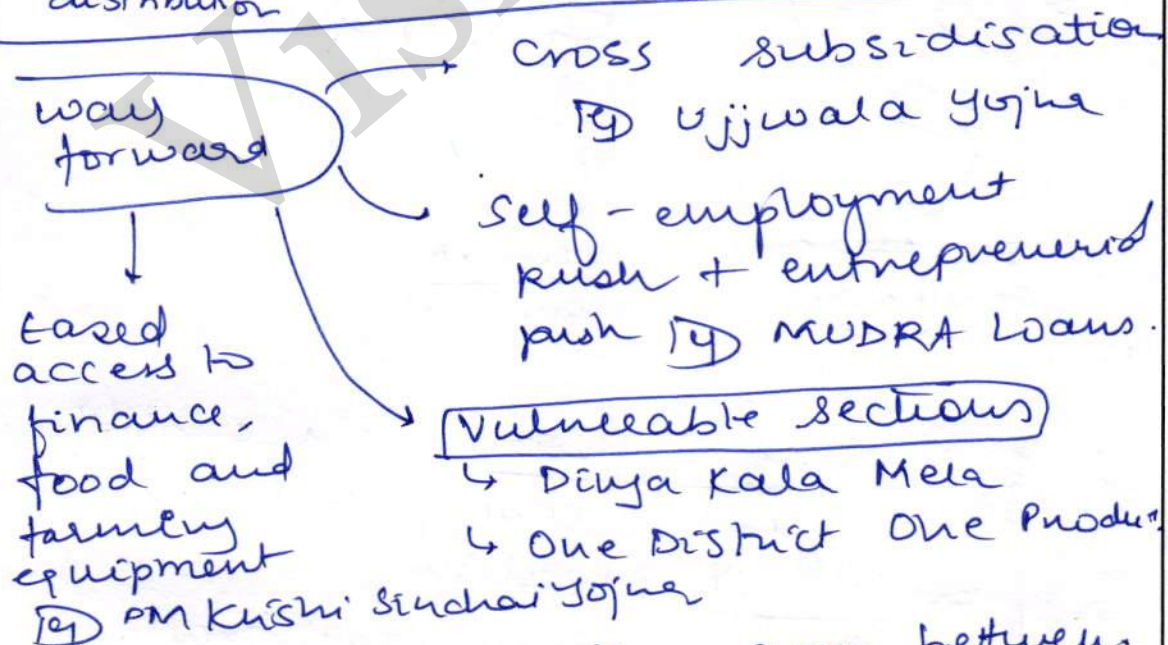 way
forward
cross subsidisation
eg Ujjwala Yojna
self-employment
push + entrepreneurial
push eg MUDRA Loans.
Eased
access to
finance,
food and
farming
equipment
eg PM Krishi Sinchai Yojna
Vulnerable sections
↳ Divya Kala Mela
↳ One District One Produ
between